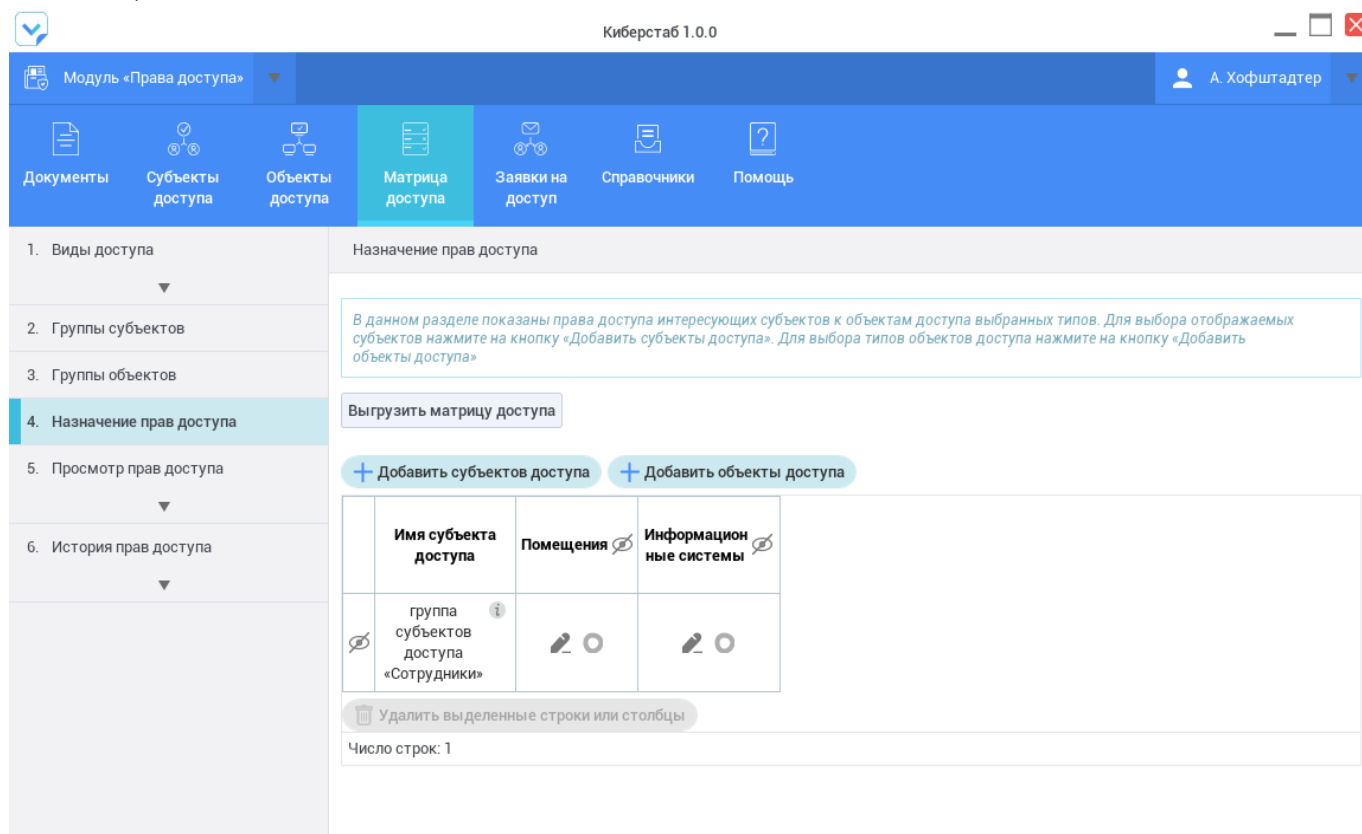 Киберстаб 1.0.0
Модуль «Права доступа»
А. Хофштадтер
Документы
Субъекты
доступа
Объекты
доступа
Матрица
доступа
Заявки на
доступ
Справочники
Помощь
1. Виды доступа
2. Группы субъектов
3. Группы объектов
4. Назначение прав доступа
5. Просмотр прав доступа
6. История прав доступа
Назначение прав доступа
В данном разделе показаны права доступа интересующих субъектов к объектам доступа выбранных типов. Для выбора отображаемых
субъектов нажмите на кнопку «Добавить субъекты доступа». Для выбора типов объектов доступа нажмите на кнопку «Добавить
объекты доступа»
Выгрузить матрицу доступа
Добавить субъектов доступа
Добавить объекты доступа
Имя субъекта
доступа
Помещения
Информацион
ные системы
группа
субъектов
доступа
«Сотрудники»
Удалить выделенные строки или столбцы
Число строк: 1